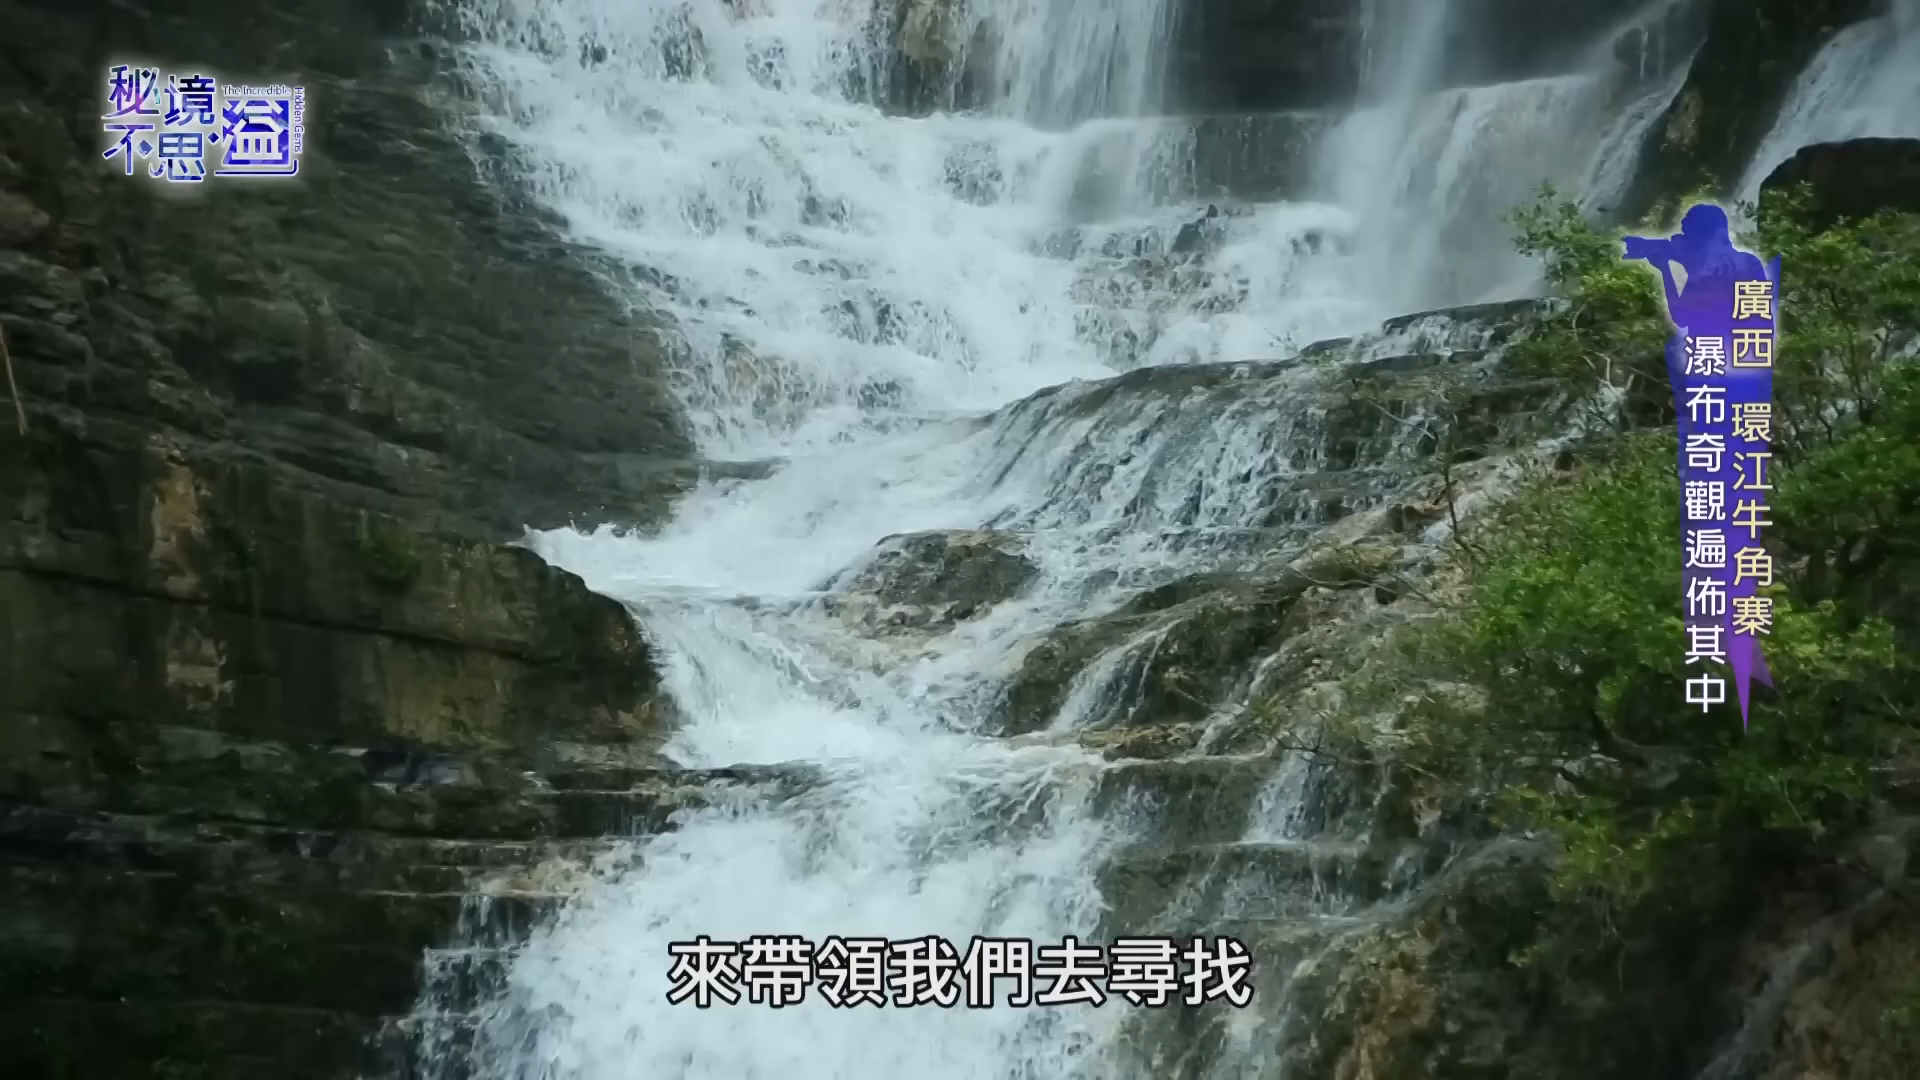 秘境
不思·溢
The Incredible
Hidden Gems
廣西 環江牛角寨
瀑布奇觀遍佈其中
來帶領我們去尋找